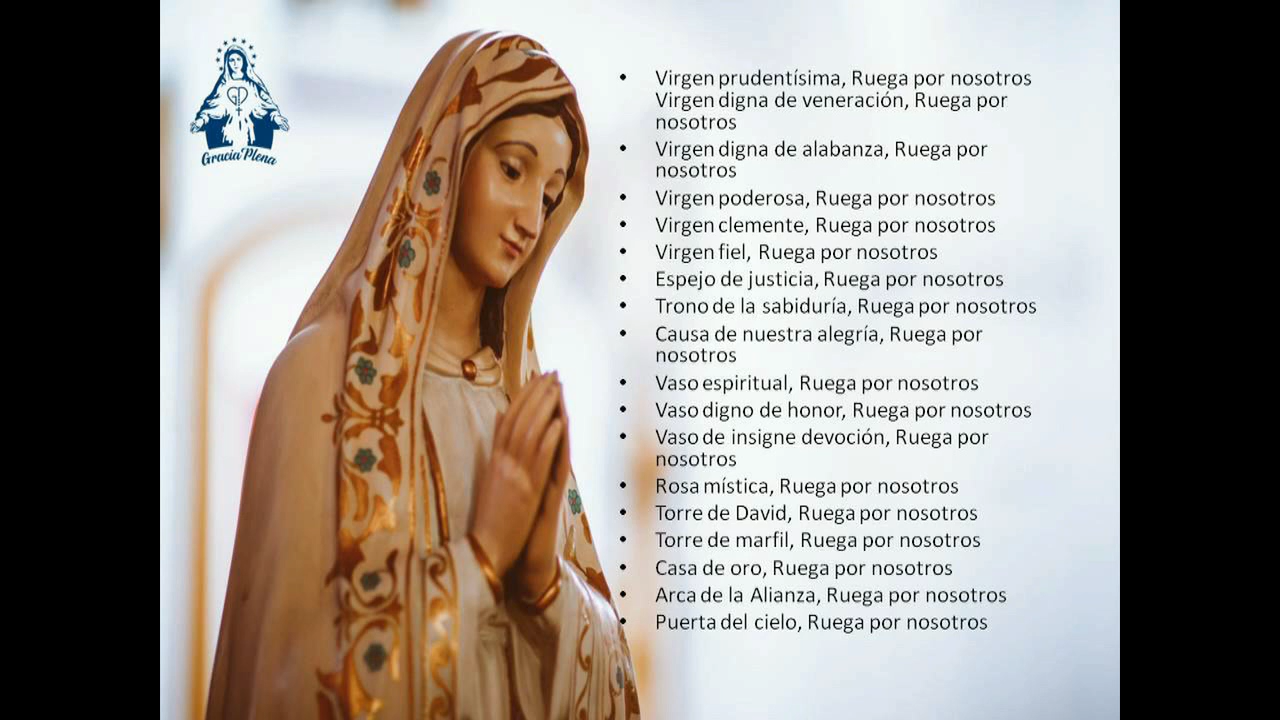 Gracia Plena
• Virgen prudentísima, Ruega por nosotros
Virgen digna de veneración, Ruega por
nosotros
• Virgen digna de alabanza, Ruega por
nosotros
• Virgen poderosa, Ruega por nosotros
• Virgen clemente, Ruega por nosotros
• Virgen fiel, Ruega por nosotros
• Espejo de justicia, Ruega por nosotros
• Trono de la sabiduría, Ruega por nosotros
• Causa de nuestra alegría, Ruega por
nosotros
• Vaso espiritual, Ruega por nosotros
• Vaso digno de honor, Ruega por nosotros
• Vaso de insigne devoción, Ruega por
nosotros
• Rosa mística, Ruega por nosotros
• Torre de David, Ruega por nosotros
• Torre de marfil, Ruega por nosotros
• Casa de oro, Ruega por nosotros
• Arca de la Alianza, Ruega por nosotros
• Puerta del cielo, Ruega por nosotros